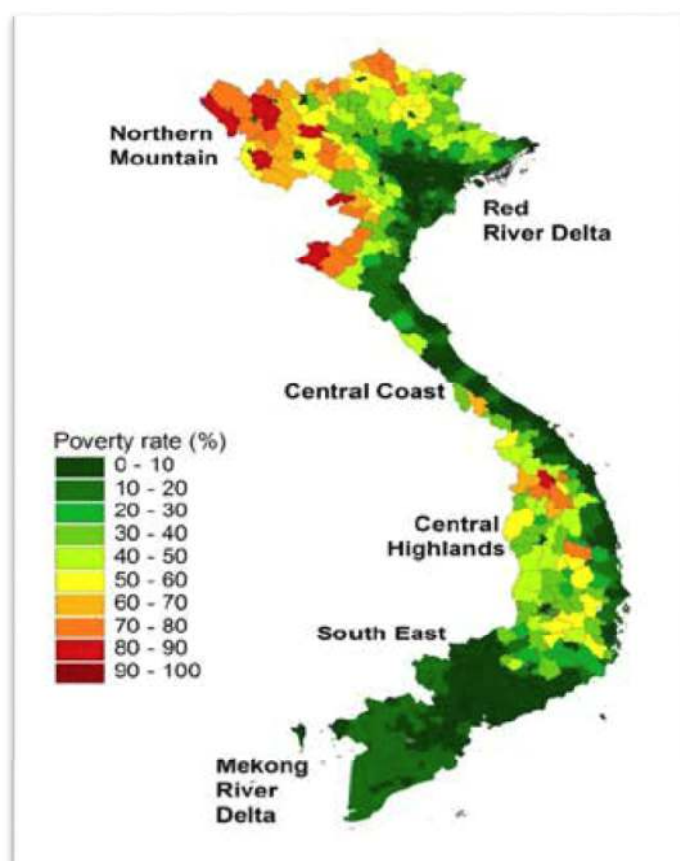 Northern
Mountain
Red
River Delta
Central Coast
Poverty rate (%)
0 - 10
10 - 20
20 - 30
30 - 40
40 - 50
50 - 60
60 - 70
70 - 80
80 - 90
90 - 100
Central
Highlands
South East
Mekong
River
Delta